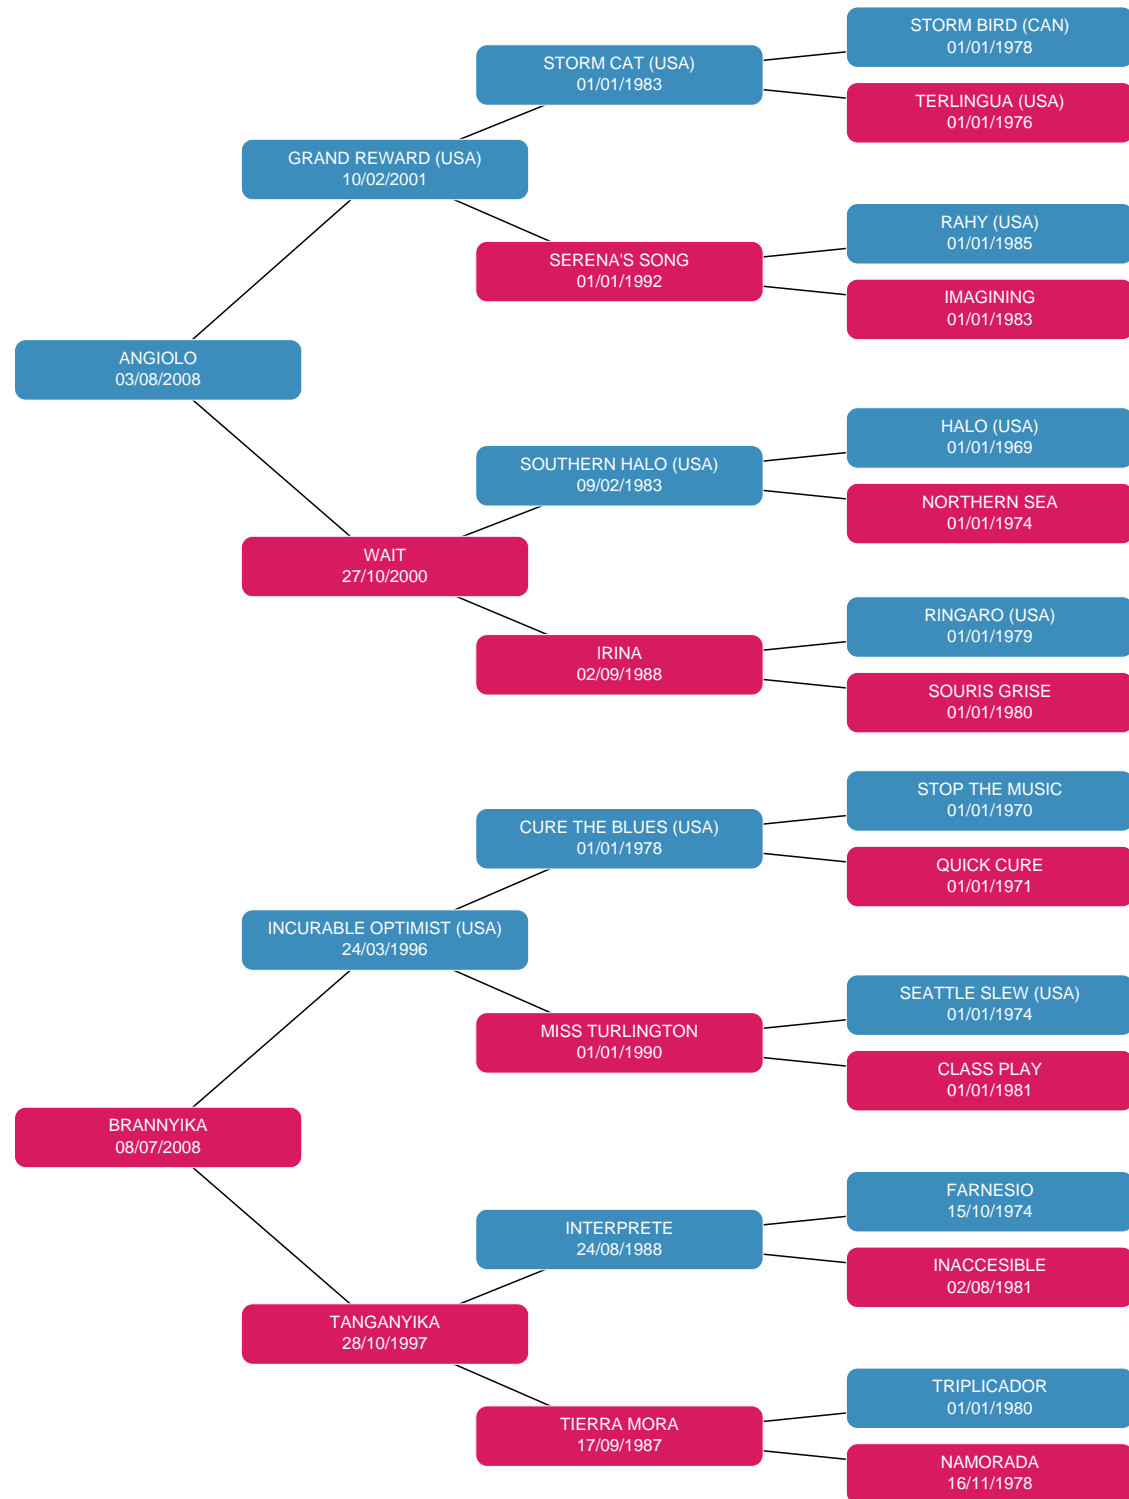 STORM BIRD (CAN)
01/01/1978
STORM CAT (USA)
01/01/1983
TERLINGUA (USA)
01/01/1976
GRAND REWARD (USA)
10/02/2001
RAHY (USA)
01/01/1985
SERENA'S SONG
01/01/1992
IMAGINING
01/01/1983
ANGIOLO
03/08/2008
HALO (USA)
01/01/1969
SOUTHERN HALO (USA)
09/02/1983
NORTHERN SEA
01/01/1974
WAIT
27/10/2000
RINGARO (USA)
01/01/1979
IRINA
02/09/1988
SOURIS GRISE
01/01/1980
STOP THE MUSIC
01/01/1970
CURE THE BLUES (USA)
01/01/1978
QUICK CURE
01/01/1971
INCURABLE OPTIMIST (USA)
24/03/1996
SEATTLE SLEW (USA)
01/01/1974
MISS TURLINGTON
01/01/1990
CLASS PLAY
01/01/1981
BRANNYIKA
08/07/2008
FARNESIO
15/10/1974
INTERPRETE
24/08/1988
INACCESIBLE
02/08/1981
TANGANYIKA
28/10/1997
TRIPLICADOR
01/01/1980
TIERRA MORA
17/09/1987
NAMORADA
16/11/1978